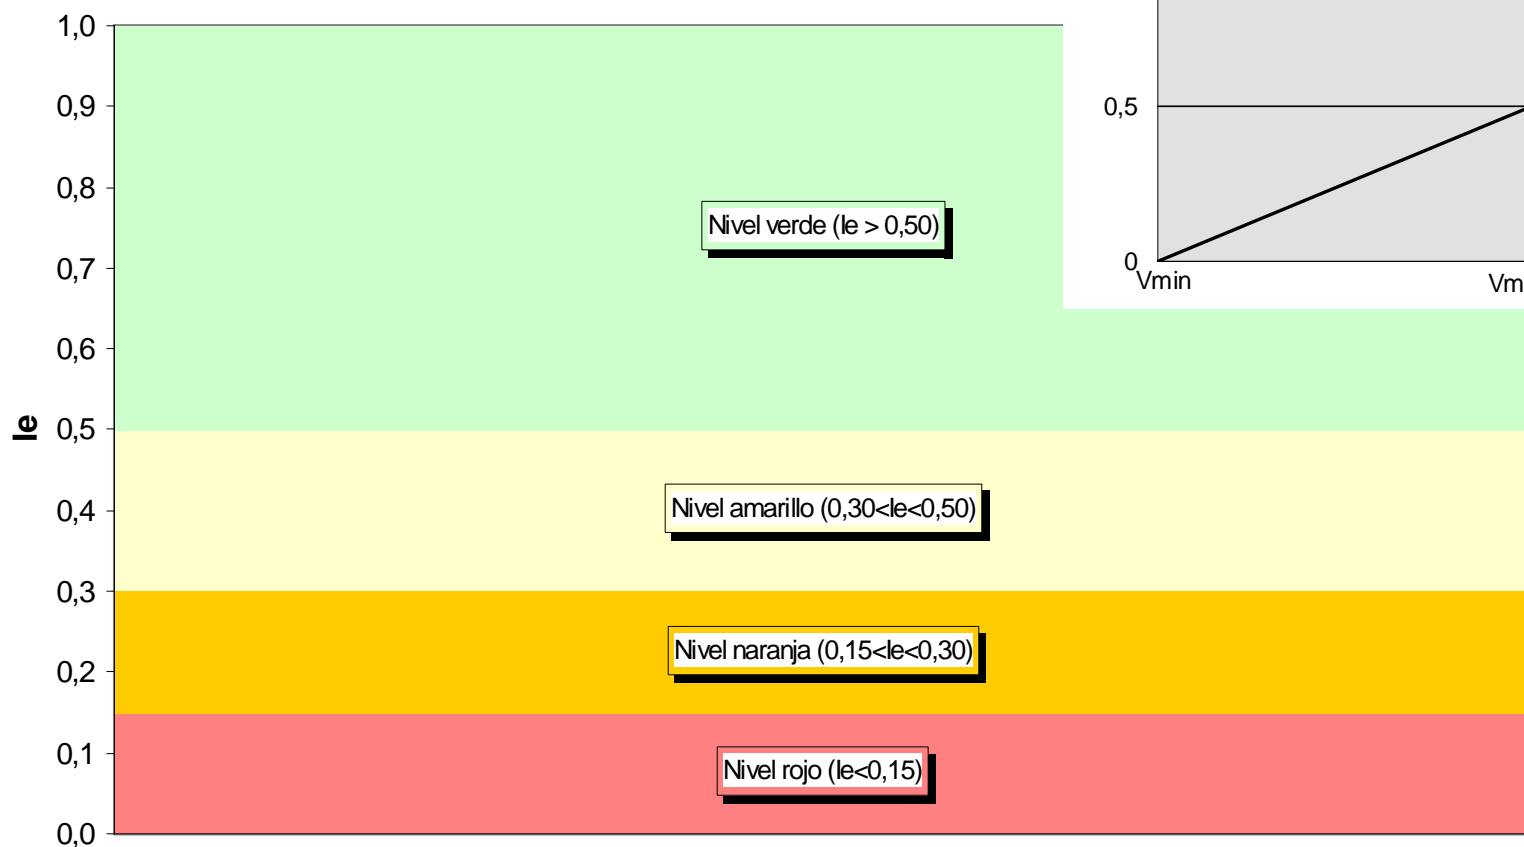 1,0
0,9
0,8
0,7
0,6
0,5
0,4
0,3
0,2
0,1
0,0
Ie
Nivel verde (Ie > 0,50)
Nivel amarillo (0,30<Ie<0,50)
Nivel naranja (0,15<Ie<0,30)
Nivel rojo (Ie<0,15)
0,5
0
Vmin